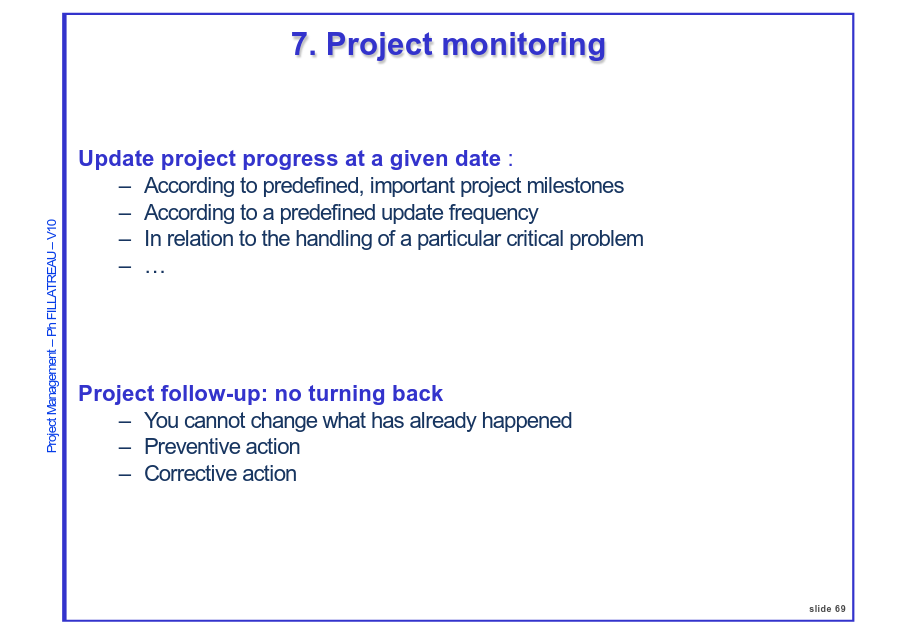 7. Project monitoring
Update project progress at a given date :
– According to predefined, important project milestones
– According to a predefined update frequency
– In relation to the handling of a particular critical problem
– …
Project follow-up: no turning back
– You cannot change what has already happened
– Preventive action
– Corrective action
Project Management – Ph FILLATREAU – V10
slide 69